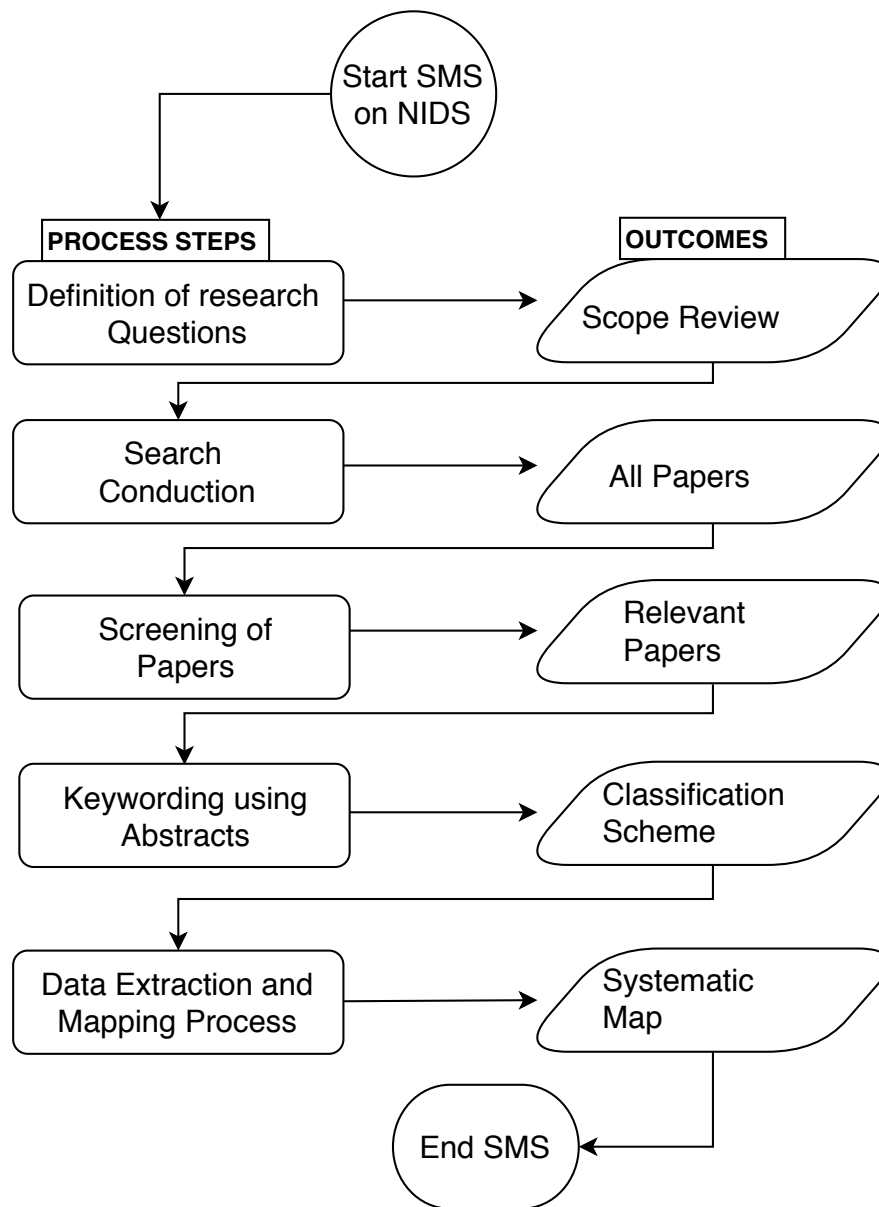 Start SMS
on NIDS
PROCESS STEPS
OUTCOMES
Definition of research
Questions
Scope Review
Search
Conduction
All Papers
Screening of
Papers
Relevant
Papers
Keywording using
Abstracts
Classification
Scheme
Data Extraction and
Mapping Process
Systematic
Map
End SMS